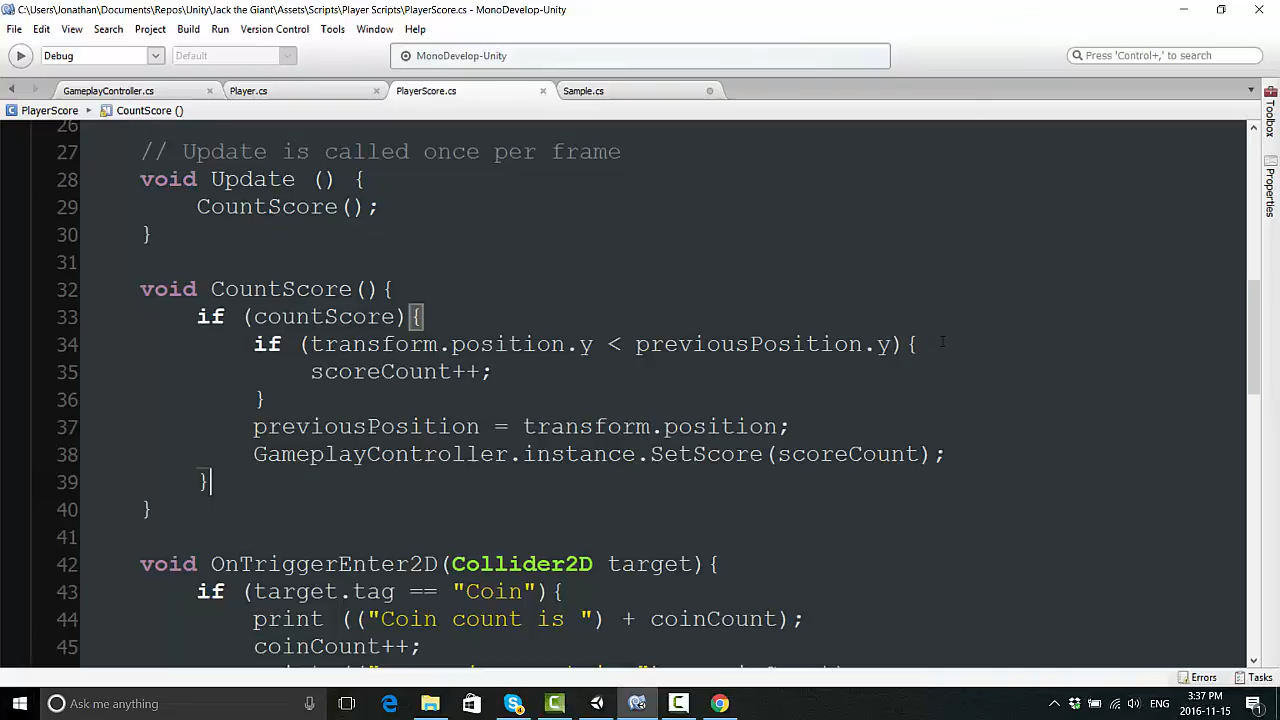 C:\Users\Jonathan\Documents\Repos\Unity\Jack the Giant\Assets\Scripts\Player Scripts\PlayerScore.cs - MonoDevelop-Unity
File Edit View Search Project Build Run Version Control Tools Window Help
Debug Default MonoDevelop-Unity Press 'Control+,' to search
GameplayController.cs Player.cs PlayerScore.cs Sample.cs
PlayerScore CountScore ()
Toolbox
Properties
26
27 // Update is called once per frame
28 void Update () {
29 CountScore();
30 }
31
32 void CountScore(){
33 if (countScore){
34 if (transform.position.y < previousPosition.y){
35 scoreCount++;
36 }
37 previousPosition = transform.position;
38 GameplayController.instance.SetScore(scoreCount);
39 }
40 }
41
42 void OnTriggerEnter2D(Collider2D target){
43 if (target.tag == "Coin"){
44 print (("Coin count is ") + coinCount);
45 coinCount++;
Errors Tasks
Ask me anything ENG 3:37 PM
2016-11-15